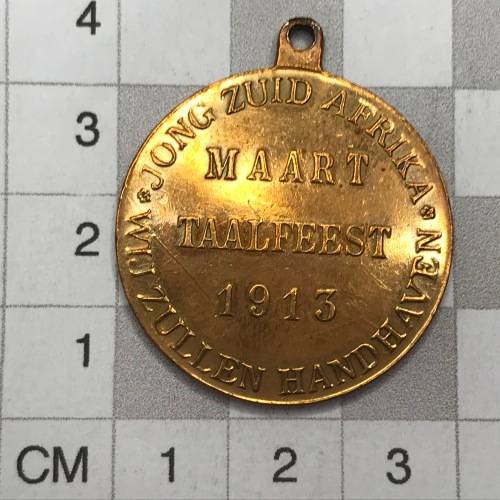 JONG ZUID AFRIKA
MAART
TAALFEEST
1913
WIJ ZULLEN HANDHAVEN
4
3
2
1
CM 1 2 3